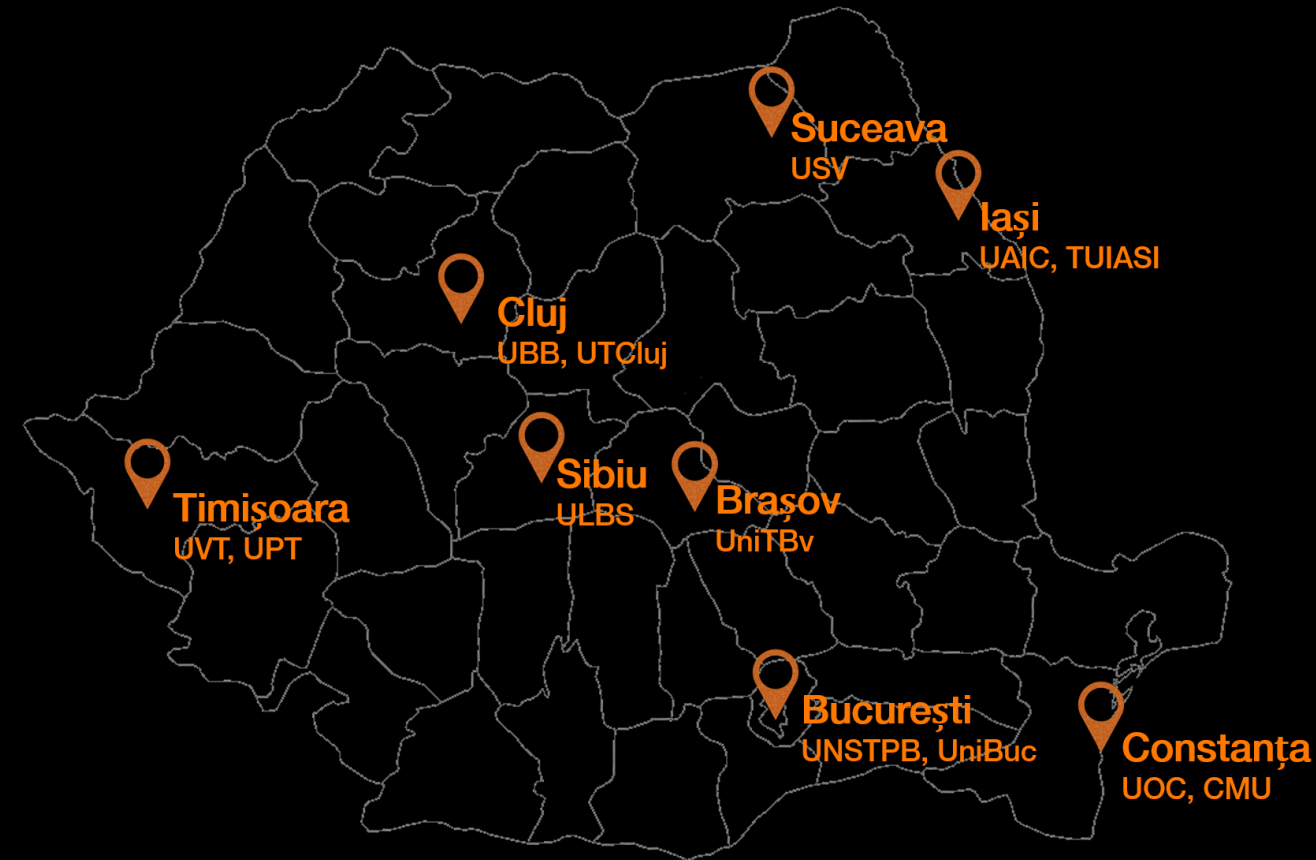 Suceava
USV
Iași
UAIC, TUIASI
Cluj
UBB, UTCluj
Sibiu
ULBS
Brașov
UniTBv
Timișoara
UVT, UPT
București
UNSTPB, UniBuc
Constanța
UOC, CMU